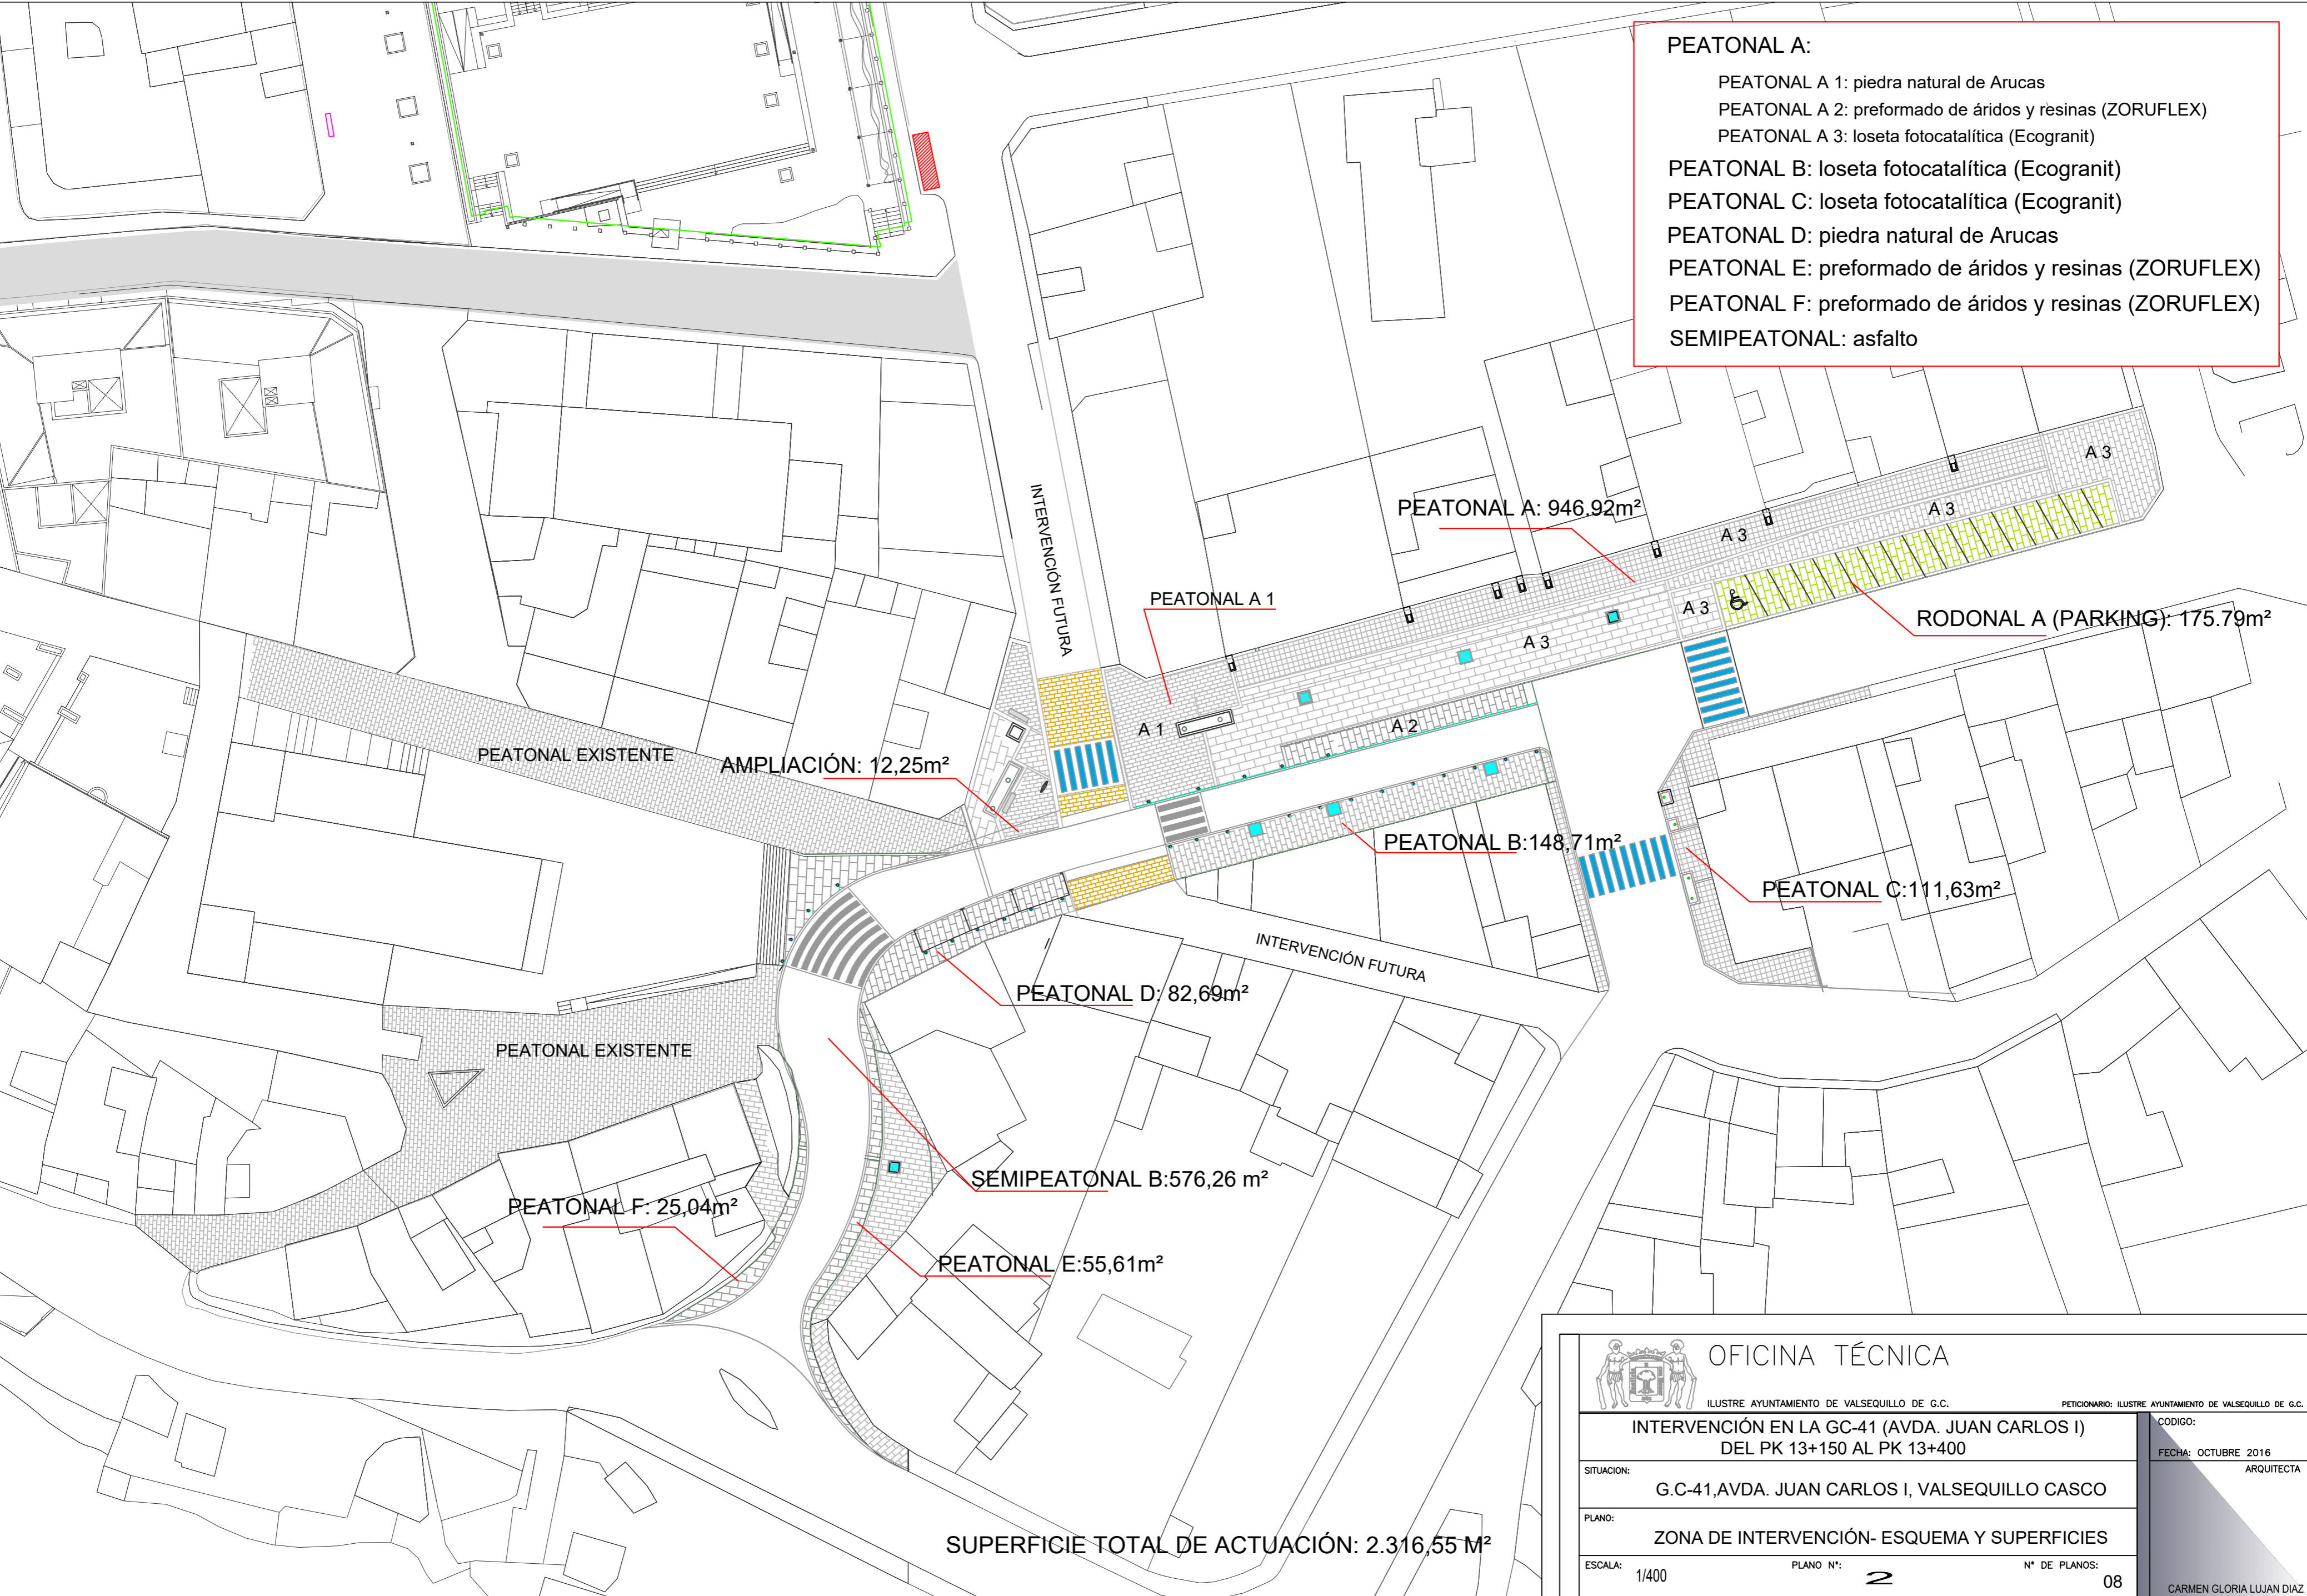 PEATONAL A:
PEATONAL A 1: piedra natural de Arucas
PEATONAL A 2: preformado de áridos y resinas (ZORUFLEX)
PEATONAL A 3: loseta fotocatalítica (Ecogranit)
PEATONAL B: loseta fotocatalítica (Ecogranit)
PEATONAL C: loseta fotocatalítica (Ecogranit)
PEATONAL D: piedra natural de Arucas
PEATONAL E: preformado de áridos y resinas (ZORUFLEX)
PEATONAL F: preformado de áridos y resinas (ZORUFLEX)
SEMIPEATONAL: asfalto
A 3
PEATONAL A: 946.92m²
A 3
A 3
INTERVENCIÓN FUTURA
PEATONAL A 1
A 3
RODONAL A (PARKING): 175.79m²
A 3
A 1
A 2
PEATONAL EXISTENTE
AMPLIACIÓN: 12,25m²
PEATONAL B:148,71m²
PEATONAL C:111,63m²
INTERVENCIÓN FUTURA
PEATONAL D: 82,69m²
PEATONAL EXISTENTE
SEMIPEATONAL B:576,26 m²
PEATONAL F: 25,04m²
PEATONAL E:55,61m²
SUPERFICIE TOTAL DE ACTUACIÓN: 2.316,55 M²
OFICINA TÉCNICA
ILUSTRE AYUNTAMIENTO DE VALSEQUILLO DE G.C.
PETICIONARIO: ILUSTRE AYUNTAMIENTO DE VALSEQUILLO DE G.C.
INTERVENCIÓN EN LA GC-41 (AVDA. JUAN CARLOS I)
DEL PK 13+150 AL PK 13+400
CODIGO:
FECHA: OCTUBRE 2016
ARQUITECTA
SITUACION:
G.C-41,AVDA. JUAN CARLOS I, VALSEQUILLO CASCO
PLANO:
ZONA DE INTERVENCIÓN- ESQUEMA Y SUPERFICIES
ESCALA: 1/400
PLANO Nº: 2
Nº DE PLANOS: 08
CARMEN GLORIA LUJAN DIAZ